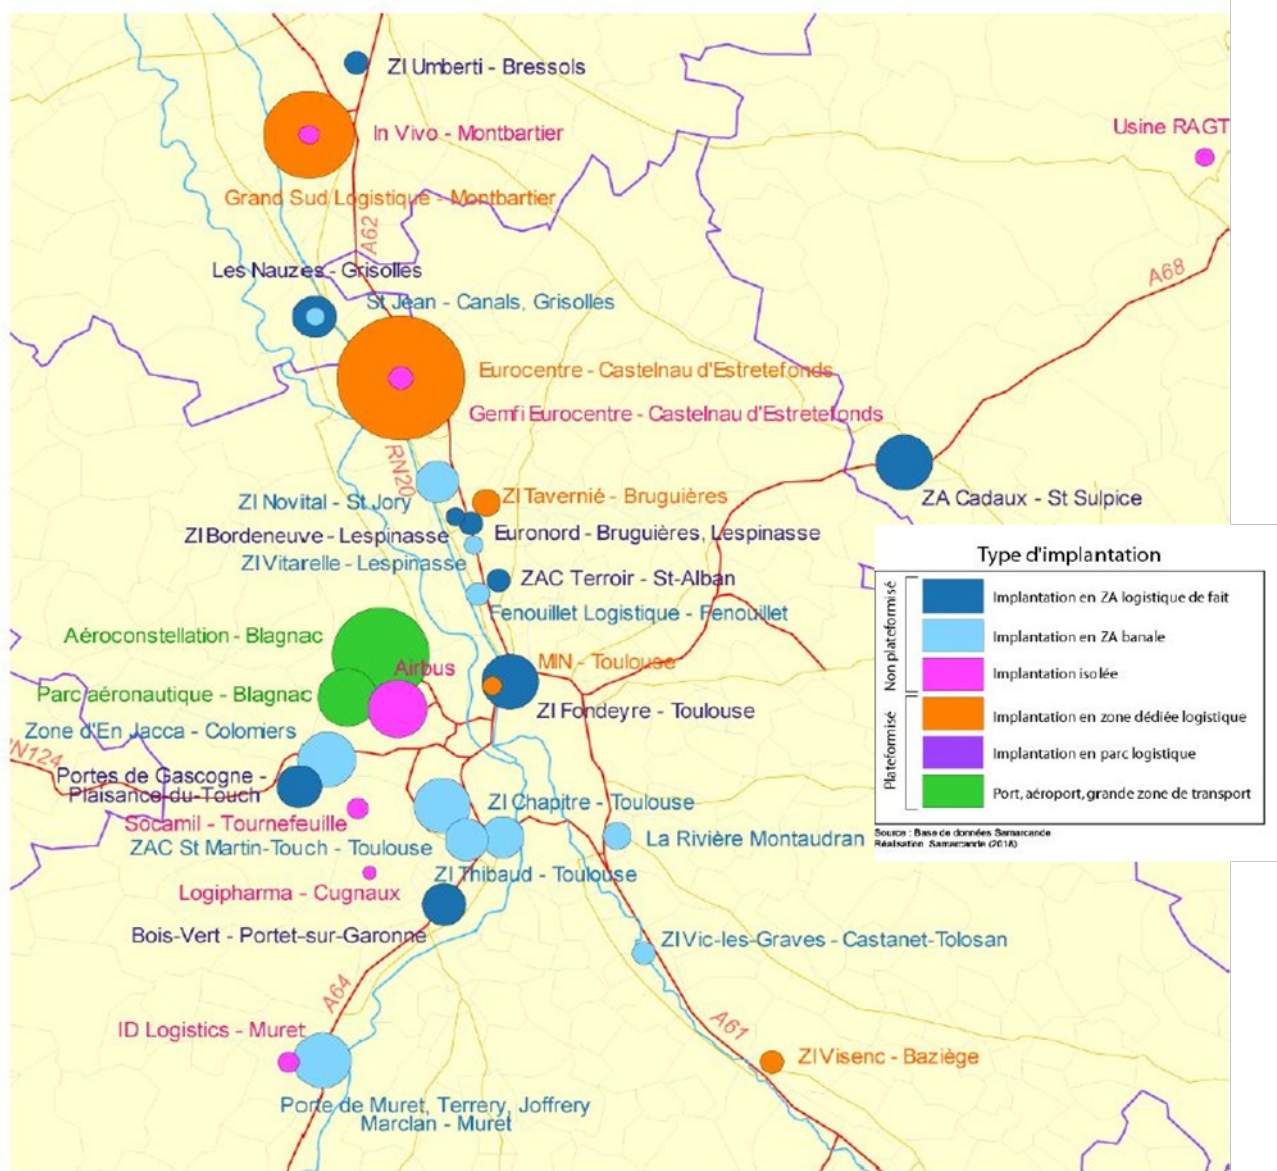 ZI Umberti - Bressols
In Vivo - Montbartier
Usine RAGT
Grand Sud Logistique - Montbartier
A62
Les Nauzes - Grisolles
A68
St Jean - Canals, Grisolles
Eurocentre - Castelnau d'Estretefonds
Gemfi Eurocentre - Castelnau d'Estretefonds
RN20
ZI Novital - St Jory
ZI Tavernié - Bruguières
ZA Cadaux - St Sulpice
ZI Bordeneuve - Lespinasse
Euronord - Bruguières, Lespinasse
ZI Vitarelle - Lespinasse
ZAC Terroir - St-Alban
Fenouillet Logistique - Fenouillet
Aéroconstellation - Blagnac
Airbus
MIN - Toulouse
Parc aéronautique - Blagnac
ZI Fondeyre - Toulouse
Zone d'En Jacca - Colomiers
RN124
Portes de Gascogne -
Plaisance-du-Touch
ZI Chapitre - Toulouse
Socamil - Tournefeuille
ZAC St Martin-Touch - Toulouse
La Rivière Montaudran
ZI Thibaud - Toulouse
Logipharma - Cugnaux
Bois-Vert - Portet-sur-Garonne
ZI Vic-les-Graves - Castanet-Tolosan
A64
A61
ID Logistics - Muret
ZI Visenc - Baziège
Porte de Muret, Terrery, Joffrery
Marclan - Muret
Type d'implantation
Non plateformisé
Implantation en ZA logistique de fait
Implantation en ZA banale
Implantation isolée
Plateformisé
Implantation en zone dédiée logistique
Implantation en parc logistique
Port, aéroport, grande zone de transport
Source : Base de données Samarcande
Réalisation Samarcande (2018)